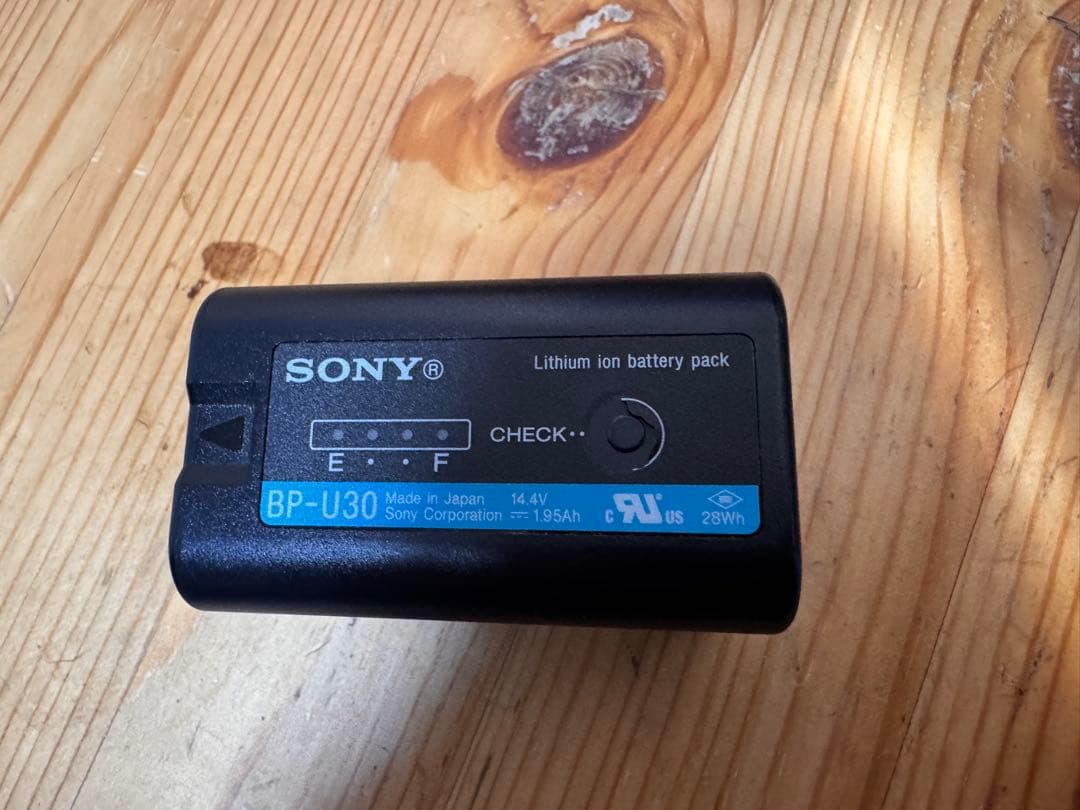 SONY®
Lithium ion battery pack
CHECK··
E · · F
BP-U30
Made in Japan 14.4V
Sony Corporation ⎓ 1.95Ah
c RU US
28Wh